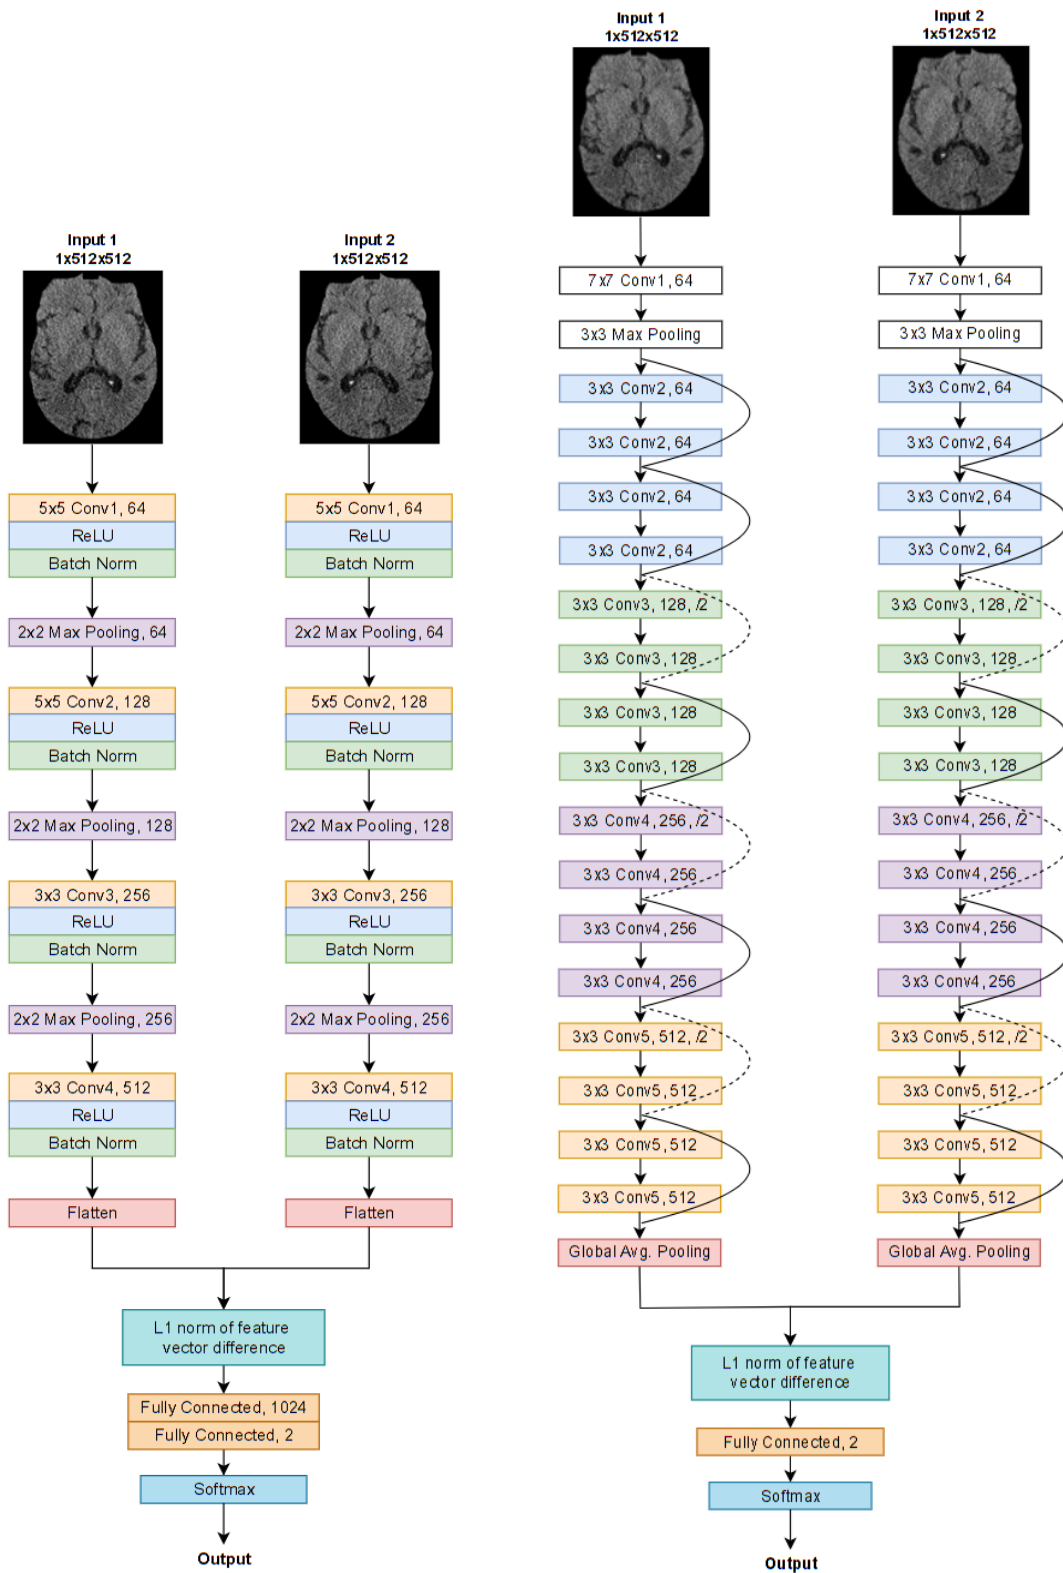 Input 1
1x512x512
Input 2
1x512x512
5x5 Conv1, 64
ReLU
Batch Norm
2x2 Max Pooling, 64
5x5 Conv2, 128
ReLU
Batch Norm
2x2 Max Pooling, 128
3x3 Conv3, 256
ReLU
Batch Norm
2x2 Max Pooling, 256
3x3 Conv4, 512
ReLU
Batch Norm
Flatten
5x5 Conv1, 64
ReLU
Batch Norm
2x2 Max Pooling, 64
5x5 Conv2, 128
ReLU
Batch Norm
2x2 Max Pooling, 128
3x3 Conv3, 256
ReLU
Batch Norm
2x2 Max Pooling, 256
3x3 Conv4, 512
ReLU
Batch Norm
Flatten
L1 norm of feature
vector difference
Fully Connected, 1024
Fully Connected, 2
Softmax
Output
Input 1
1x512x512
Input 2
1x512x512
7x7 Conv1, 64
3x3 Max Pooling
3x3 Conv2, 64
3x3 Conv2, 64
3x3 Conv2, 64
3x3 Conv2, 64
3x3 Conv3, 128, /2
3x3 Conv3, 128
3x3 Conv3, 128
3x3 Conv3, 128
3x3 Conv4, 256, /2
3x3 Conv4, 256
3x3 Conv4, 256
3x3 Conv4, 256
3x3 Conv5, 512, /2
3x3 Conv5, 512
3x3 Conv5, 512
3x3 Conv5, 512
Global Avg. Pooling
7x7 Conv1, 64
3x3 Max Pooling
3x3 Conv2, 64
3x3 Conv2, 64
3x3 Conv2, 64
3x3 Conv2, 64
3x3 Conv3, 128, /2
3x3 Conv3, 128
3x3 Conv3, 128
3x3 Conv3, 128
3x3 Conv4, 256, /2
3x3 Conv4, 256
3x3 Conv4, 256
3x3 Conv4, 256
3x3 Conv5, 512, /2
3x3 Conv5, 512
3x3 Conv5, 512
3x3 Conv5, 512
Global Avg. Pooling
L1 norm of feature
vector difference
Fully Connected, 2
Softmax
Output